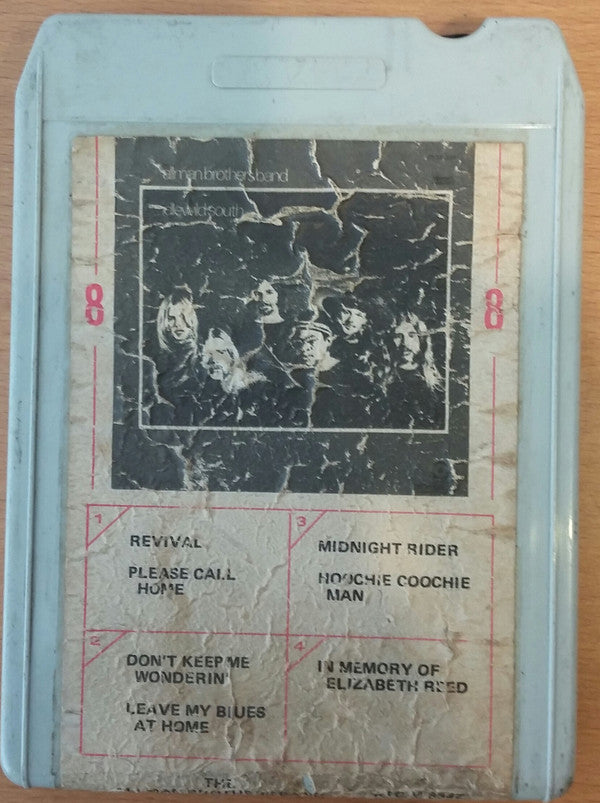 allman brothers band
idlewild south
8 8
1
REVIVAL
PLEASE CALL
HOME
3
MIDNIGHT RIDER
HOOCHIE COOCHIE
MAN
2
DON'T KEEP ME
WONDERIN'
LEAVE MY BLUES
AT HOME
4
IN MEMORY OF
ELIZABETH REED
THE